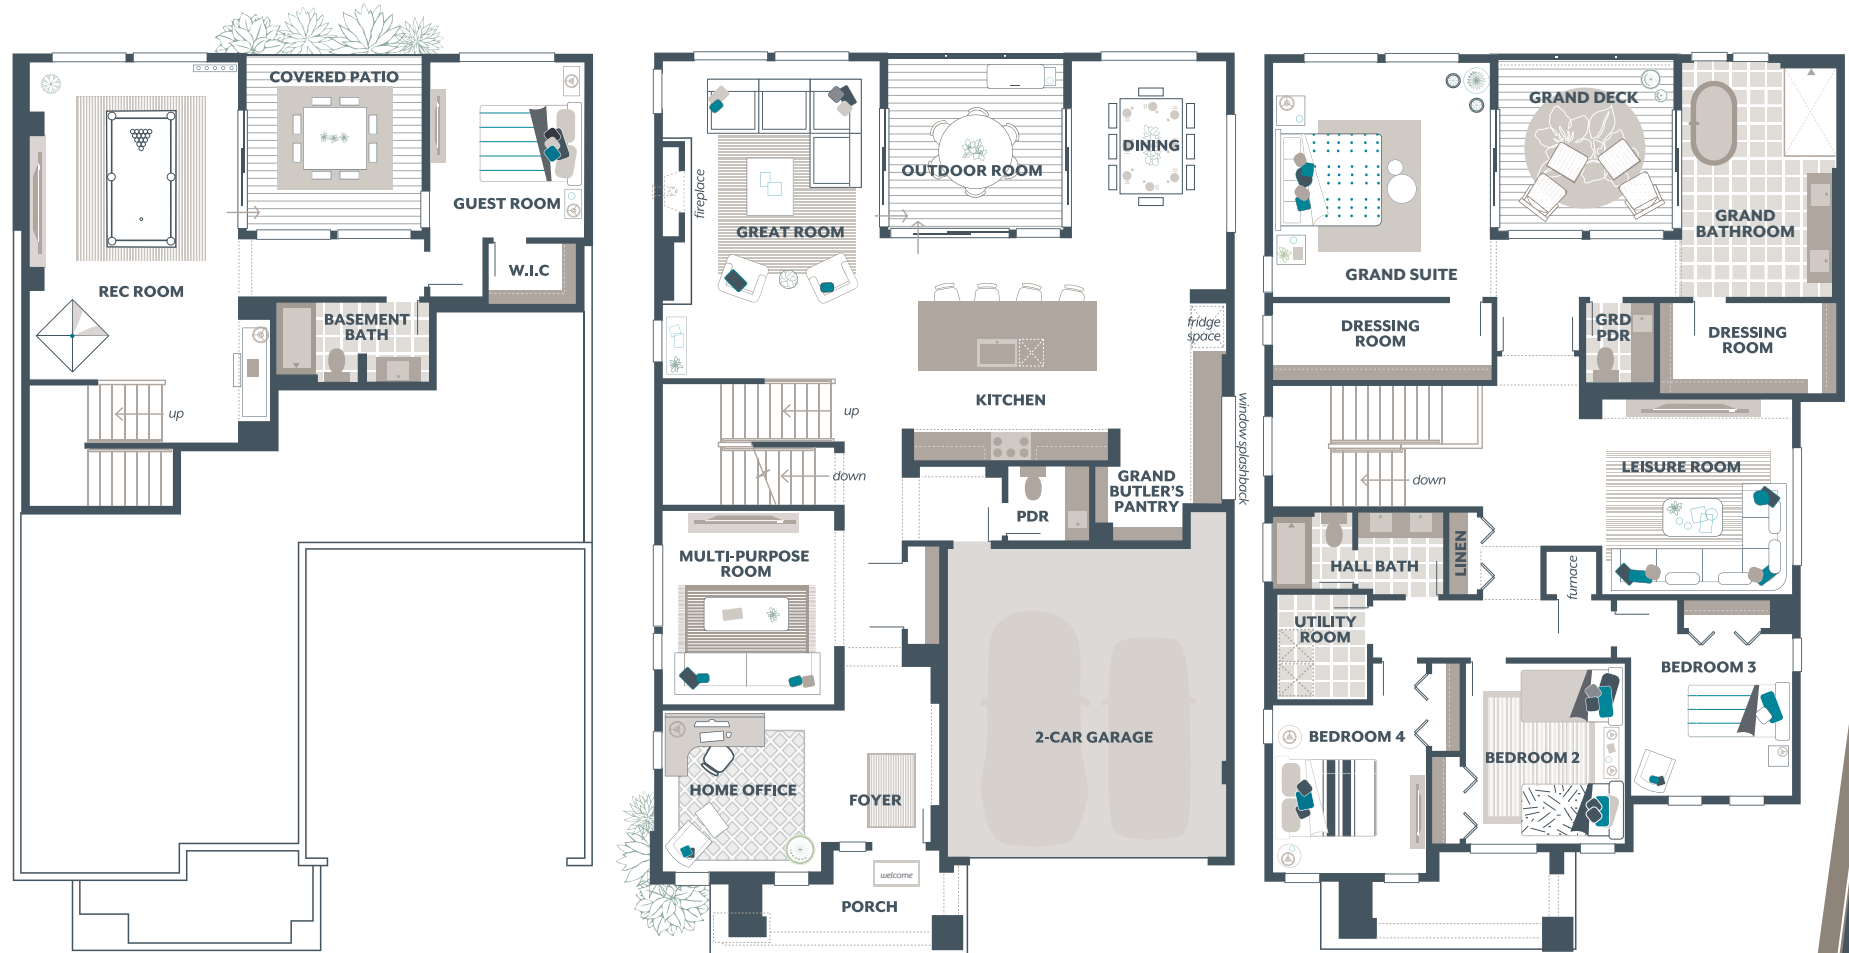 COVERED PATIO
GUEST ROOM
W.I.C
REC ROOM
BASEMENT
BATH
up
fireplace
GREAT ROOM
OUTDOOR ROOM
DINING
fridge
space
KITCHEN
window splashback
up
down
GRAND
BUTLER'S
PANTRY
PDR
MULTI-PURPOSE
ROOM
2-CAR GARAGE
HOME OFFICE
FOYER
welcome
PORCH
GRAND DECK
GRAND
BATHROOM
GRAND SUITE
DRESSING
ROOM
GRD
PDR
DRESSING
ROOM
LEISURE ROOM
down
HALL BATH
LINEN
furnace
UTILITY
ROOM
BEDROOM 3
BEDROOM 4
BEDROOM 2